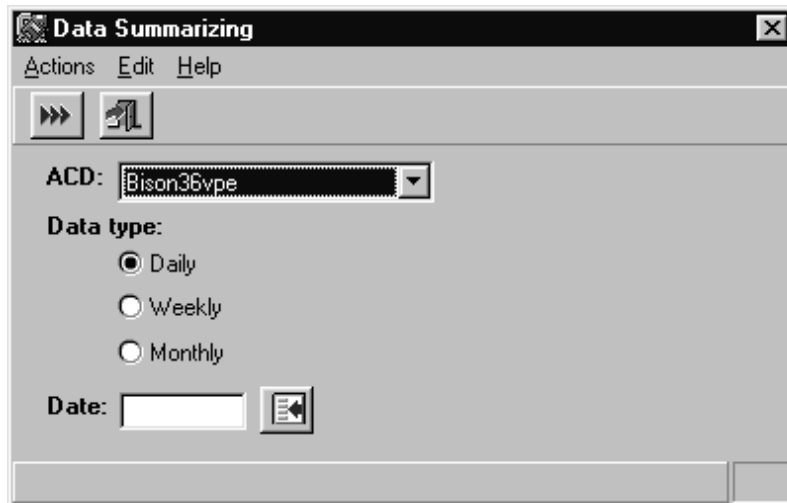 Data Summarizing
Actions Edit Help
ACD: Bison36vpe
Data type:
Daily
Weekly
Monthly
Date: